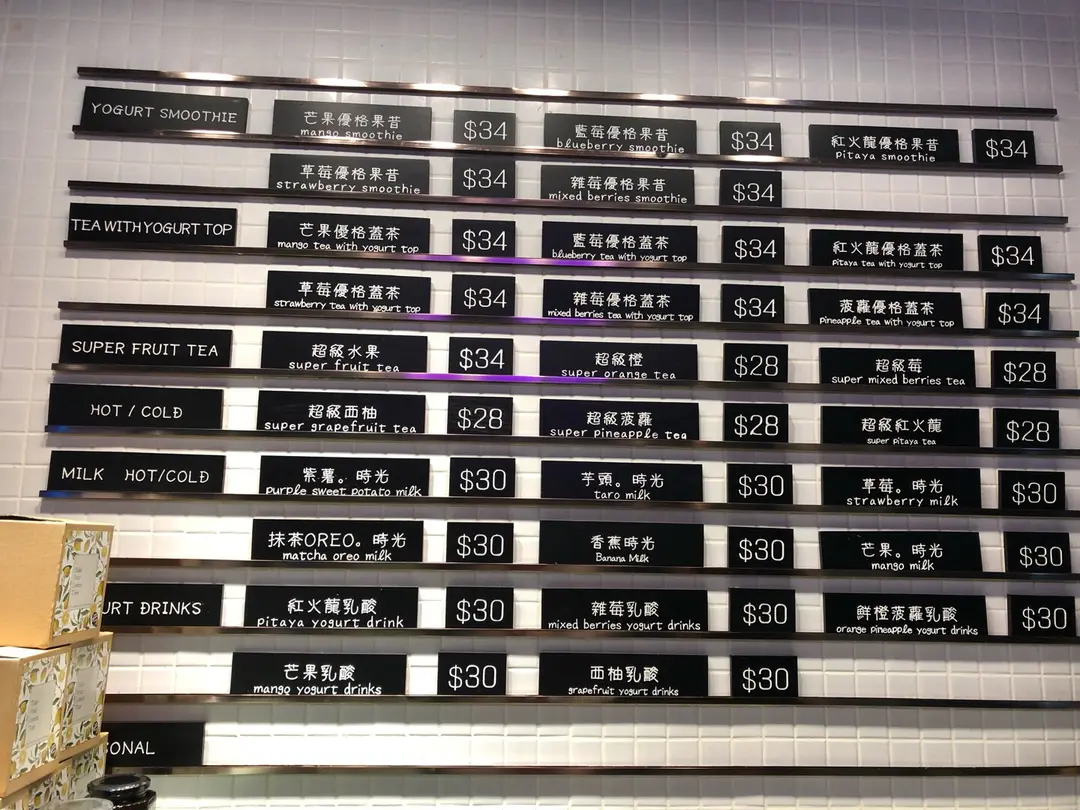 YOGURT SMOOTHIE
芒果優格果昔
mango smoothie
$34
藍莓優格果昔
blueberry smoothie
$34
紅火龍優格果昔
pitaya smoothie
$34
草莓優格果昔
strawberry smoothie
$34
雜莓優格果昔
mixed berries smoothie
$34
TEA WITH YOGURT TOP
芒果優格蓋茶
mango tea with yogurt top
$34
藍莓優格蓋茶
blueberry tea with yogurt top
$34
紅火龍優格蓋茶
pitaya tea with yogurt top
$34
草莓優格蓋茶
strawberry tea with yogurt top
$34
雜莓優格蓋茶
mixed berries tea with yogurt top
$34
菠蘿優格蓋茶
pineapple tea with yogurt top
$34
SUPER FRUIT TEA
超級水果
super fruit tea
$34
超級橙
super orange tea
$28
超級莓
super mixed berries tea
$28
HOT / COLD
超級西柚
super grapefruit tea
$28
超級菠蘿
super pineapple tea
$28
超級紅火龍
super pitaya tea
$28
MILK HOT/COLD
紫薯。時光
purple sweet potato milk
$30
芋頭。時光
taro milk
$30
草莓。時光
strawberry milk
$30
抹茶OREO。時光
matcha oreo milk
$30
香蕉時光
Banana Milk
$30
芒果。時光
mango milk
$30
URT DRINKS
紅火龍乳酸
pitaya yogurt drink
$30
雜莓乳酸
mixed berries yogurt drinks
$30
鮮橙菠蘿乳酸
orange pineapple yogurt drinks
$30
芒果乳酸
mango yogurt drinks
$30
西柚乳酸
grapefruit yogurt drinks
$30
SONAL